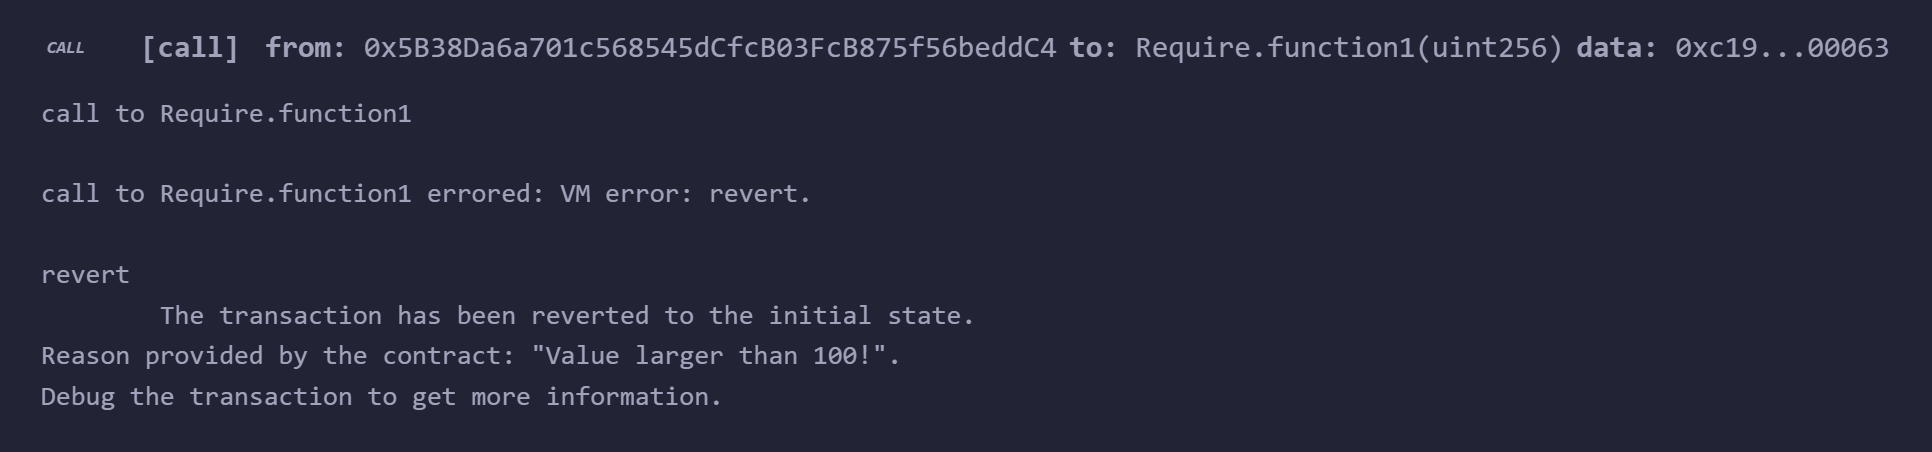 CALL [call] from: 0x5B38Da6a701c568545dCfcB03FcB875f56beddC4 to: Require.function1(uint256) data: 0xc19...00063
call to Require.function1
call to Require.function1 errored: VM error: revert.
revert
The transaction has been reverted to the initial state.
Reason provided by the contract: "Value larger than 100!".
Debug the transaction to get more information.